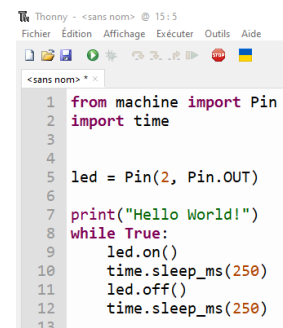 Thonny - <sans nom> @ 15:5
Fichier Édition Affichage Exécuter Outils Aide
STOP
<sans nom> * ×
1 from machine import Pin
2 import time
3
4
5 led = Pin(2, Pin.OUT)
6
7 print("Hello World!")
8 while True:
9     led.on()
10     time.sleep_ms(250)
11     led.off()
12     time.sleep_ms(250)
13